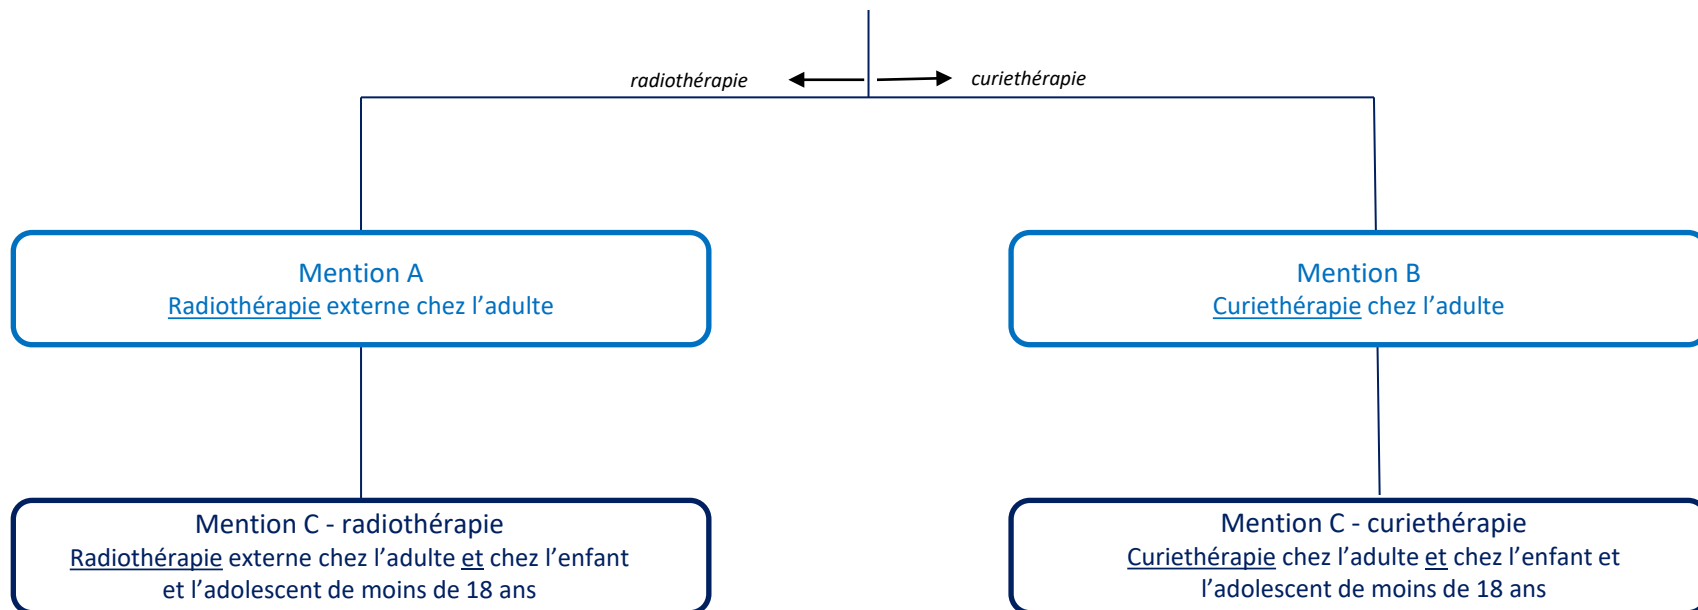 radiothérapie
curiethérapie
Mention A
Radiothérapie externe chez l’adulte
Mention B
Curiethérapie chez l’adulte
Mention C - radiothérapie
Radiothérapie externe chez l’adulte et chez l’enfant
et l’adolescent de moins de 18 ans
Mention C - curiethérapie
Curiethérapie chez l’adulte et chez l’enfant et
l’adolescent de moins de 18 ans